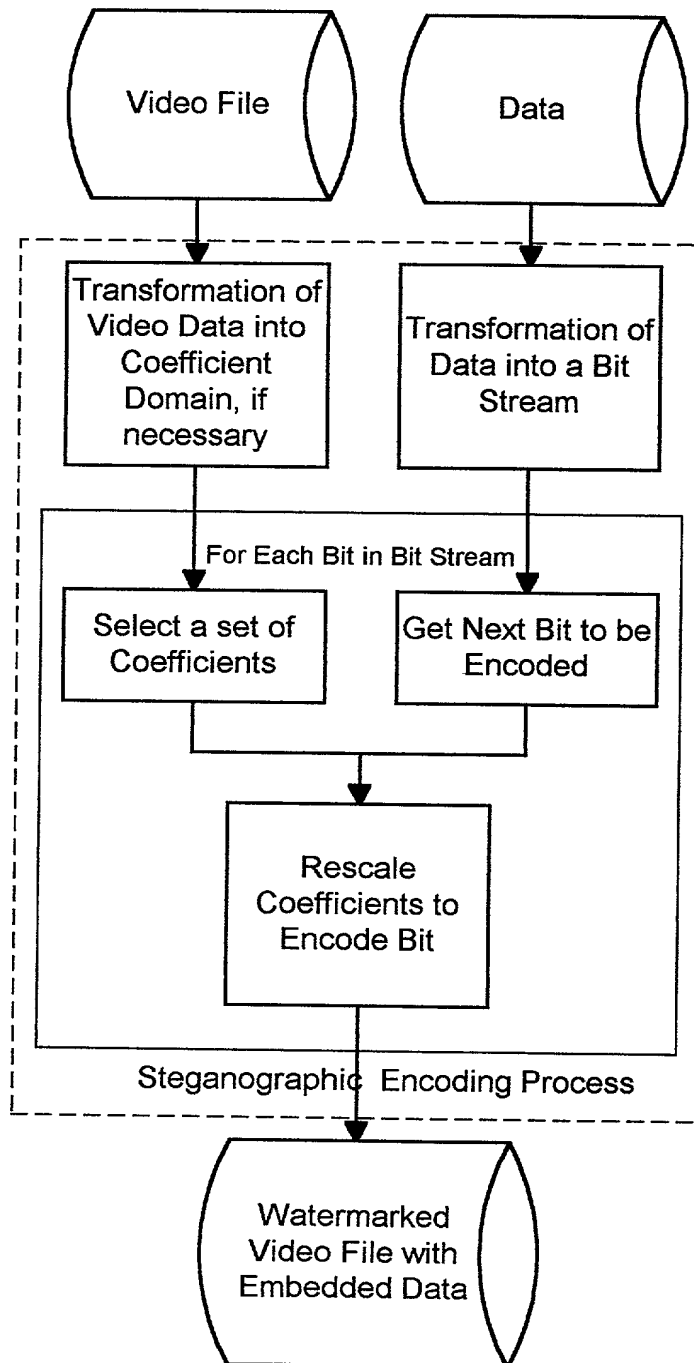 Video File
Data
Transformation of
Video Data into
Coefficient
Domain, if
necessary
Transformation of
Data into a Bit
Stream
For Each Bit in Bit Stream
Select a set of
Coefficients
Get Next Bit to be
Encoded
Rescale
Coefficients to
Encode Bit
Steganographic Encoding Process
Watermarked
Video File with
Embedded Data